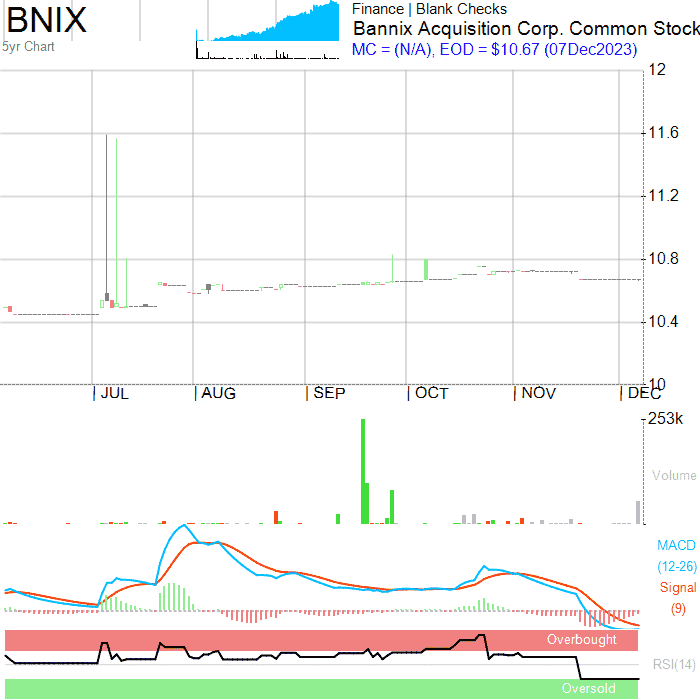 BNIX
5yr Chart
Finance | Blank Checks
Bannix Acquisition Corp. Common Stock
MC = (N/A), EOD = $10.67 (07Dec2023)
12
11.6
11.2
10.8
10.4
10
JUL
AUG
SEP
OCT
NOV
DEC
253k
Volume
MACD
(12-26)
Signal
(9)
Overbought
RSI(14)
Oversold